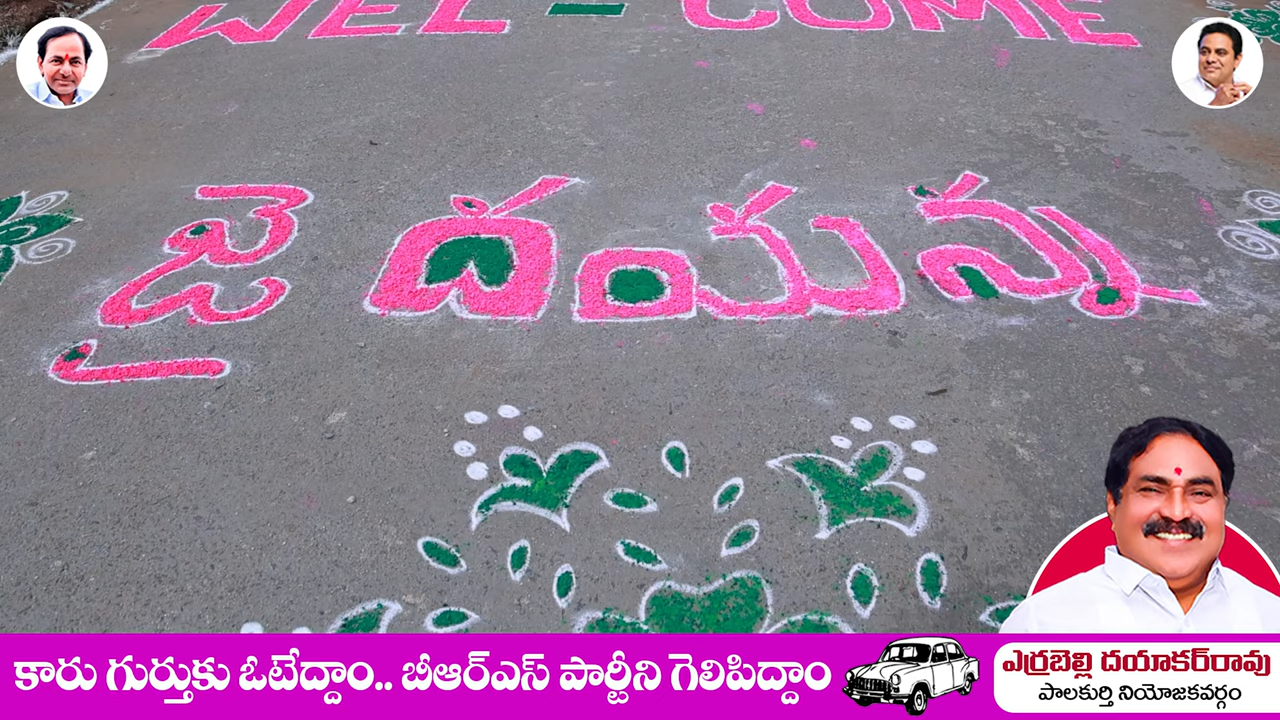 WEL - COME
జై దయన్న
కారు గుర్తుకు ఓటేద్దాం.. బీఆర్ఎస్ పార్టీని గెలిపిద్దాం
ఎర్రబెల్లి దయాకర్‌రావు
పాలకుర్తి నియోజకవర్గం